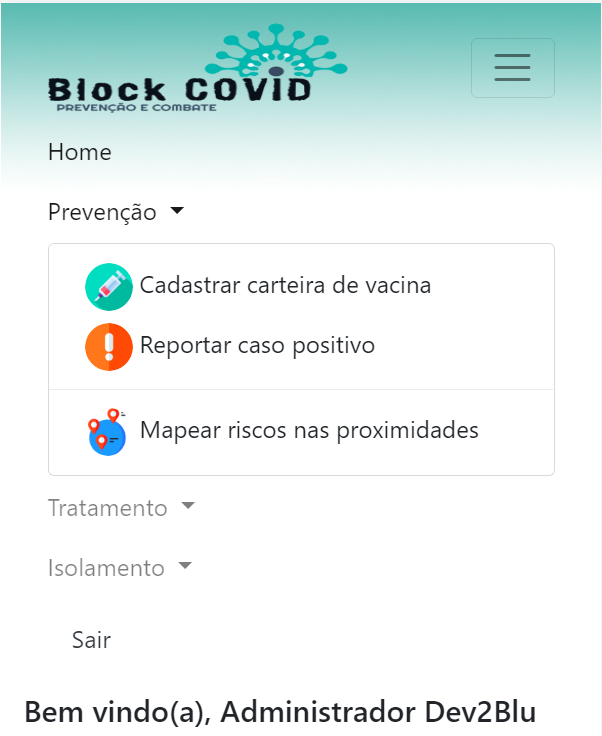 Block COVID
PREVENÇÃO E COMBATE
Home
Prevenção
Cadastrar carteira de vacina
Reportar caso positivo
Mapear riscos nas proximidades
Tratamento
Isolamento
Sair
Bem vindo(a), Administrador Dev2Blu